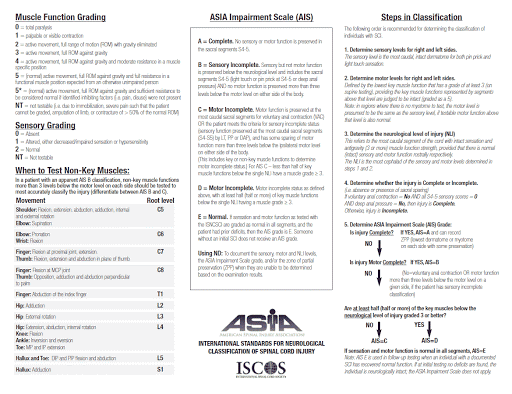 Muscle Function Grading
0 = total paralysis
1 = palpable or visible contraction
2 = active movement, full range of motion (ROM) with gravity eliminated
3 = active movement, full ROM against gravity
4 = active movement, full ROM against gravity and moderate resistance in a muscle
specific position
5 = (normal) active movement, full ROM against gravity and full resistance in a
functional muscle position expected from an otherwise unimpaired person
5* = (normal) active movement, full ROM against gravity and sufficient resistance to
be considered normal if identified inhibiting factors (i.e. pain, disuse) were not present
NT = not testable (i.e. due to immobilization, severe pain such that the patient
cannot be graded, amputation of limb, or contracture of > 50% of the normal ROM)
Sensory Grading
0 = Absent
1 = Altered, either decreased/impaired sensation or hypersensitivity
2 = Normal
NT = Not testable
When to Test Non-Key Muscles:
In a patient with an apparent AIS B classification, non-key muscle functions
more than 3 levels below the motor level on each side should be tested to
most accurately classify the injury (differentiate between AIS B and C).
Movement Root level
Shoulder: Flexion, extension, abduction, adduction, internal C5
and external rotation
Elbow: Supination
Elbow: Pronation C6
Wrist: Flexion
Finger: Flexion at proximal joint, extension C7
Thumb: Flexion, extension and abduction in plane of thumb
Finger: Flexion at MCP joint C8
Thumb: Opposition, adduction and abduction perpendicular
to palm
Finger: Abduction of the index finger T1
Hip: Adduction L2
Hip: External rotation L3
Hip: Extension, abduction, internal rotation L4
Knee: Flexion
Ankle: Inversion and eversion
Toe: MP and IP extension
Hallux and Toe: DIP and PIP flexion and abduction L5
Hallux: Adduction S1
ASIA Impairment Scale (AIS)
A = Complete. No sensory or motor function is preserved in
the sacral segments S4-5.
B = Sensory Incomplete. Sensory but not motor function
is preserved below the neurological level and includes the sacral
segments S4-5 (light touch or pin prick at S4-5 or deep anal
pressure) AND no motor function is preserved more than three
levels below the motor level on either side of the body.
C = Motor Incomplete. Motor function is preserved at the
most caudal sacral segments for voluntary anal contraction (VAC)
OR the patient meets the criteria for sensory incomplete status
(sensory function preserved at the most caudal sacral segments
(S4-S5) by LT, PP or DAP), and has some sparing of motor
function more than three levels below the ipsilateral motor level
on either side of the body.
(This includes key or non-key muscle functions to determine
motor incomplete status.) For AIS C – less than half of key
muscle functions below the single NLI have a muscle grade ≥ 3.
D = Motor Incomplete. Motor incomplete status as defined
above, with at least half (half or more) of key muscle functions
below the single NLI having a muscle grade ≥ 3.
E = Normal. If sensation and motor function as tested with
the ISNCSCI are graded as normal in all segments, and the
patient had prior deficits, then the AIS grade is E. Someone
without an initial SCI does not receive an AIS grade.
Using ND: To document the sensory, motor and NLI levels,
the ASIA Impairment Scale grade, and/or the zone of partial
preservation (ZPP) when they are unable to be determined
based on the examination results.
ASIA
AMERICAN SPINAL INJURY ASSOCIATION
INTERNATIONAL STANDARDS FOR NEUROLOGICAL
CLASSIFICATION OF SPINAL CORD INJURY
ISCOS
Steps in Classification
The following order is recommended for determining the classification of
individuals with SCI.
1. Determine sensory levels for right and left sides.
The sensory level is the most caudal, intact dermatome for both pin prick and
light touch sensation.
2. Determine motor levels for right and left sides.
Defined by the lowest key muscle function that has a grade of at least 3 (on
supine testing), providing the key muscle functions represented by segments
above that level are judged to be intact (graded as a 5).
Note: in regions where there is no myotome to test, the motor level is
presumed to be the same as the sensory level, if testable motor function above
that level is also normal.
3. Determine the neurological level of injury (NLI)
This refers to the most caudal segment of the cord with intact sensation and
antigravity (3 or more) muscle function strength, provided that there is normal
(intact) sensory and motor function rostrally respectively.
The NLI is the most cephalad of the sensory and motor levels determined in
steps 1 and 2.
4. Determine whether the injury is Complete or Incomplete.
(i.e. absence or presence of sacral sparing)
If voluntary anal contraction = No AND all S4-5 sensory scores = 0
AND deep anal pressure = No, then injury is Complete.
Otherwise, injury is Incomplete.
5. Determine ASIA Impairment Scale (AIS) Grade:
Is injury Complete? If YES, AIS=A and can record
ZPP (lowest dermatome or myotome
on each side with some preservation)
NO
Is injury Motor Complete? If YES, AIS=B
NO
(No=voluntary anal contraction OR motor function
more than three levels below the motor level on a
given side, if the patient has sensory incomplete
classification)
Are at least half (half or more) of the key muscles below the
neurological level of injury graded 3 or better?
NO YES
AIS=C AIS=D
If sensation and motor function is normal in all segments, AIS=E
Note: AIS E is used in follow-up testing when an individual with a documented
SCI has recovered normal function. If at initial testing no deficits are found, the
individual is neurologically intact; the ASIA Impairment Scale does not apply.